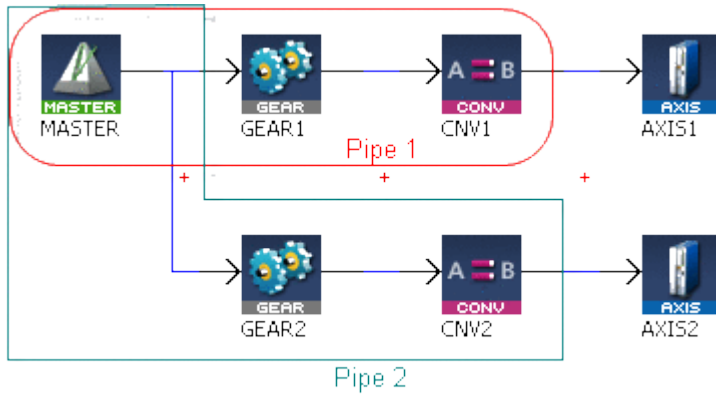 MASTER GEAR A B CONV AXIS
MASTER GEAR1 CNV1 AXIS1
Pipe 1
GEAR A B CONV AXIS
GEAR2 CNV2 AXIS2
Pipe 2